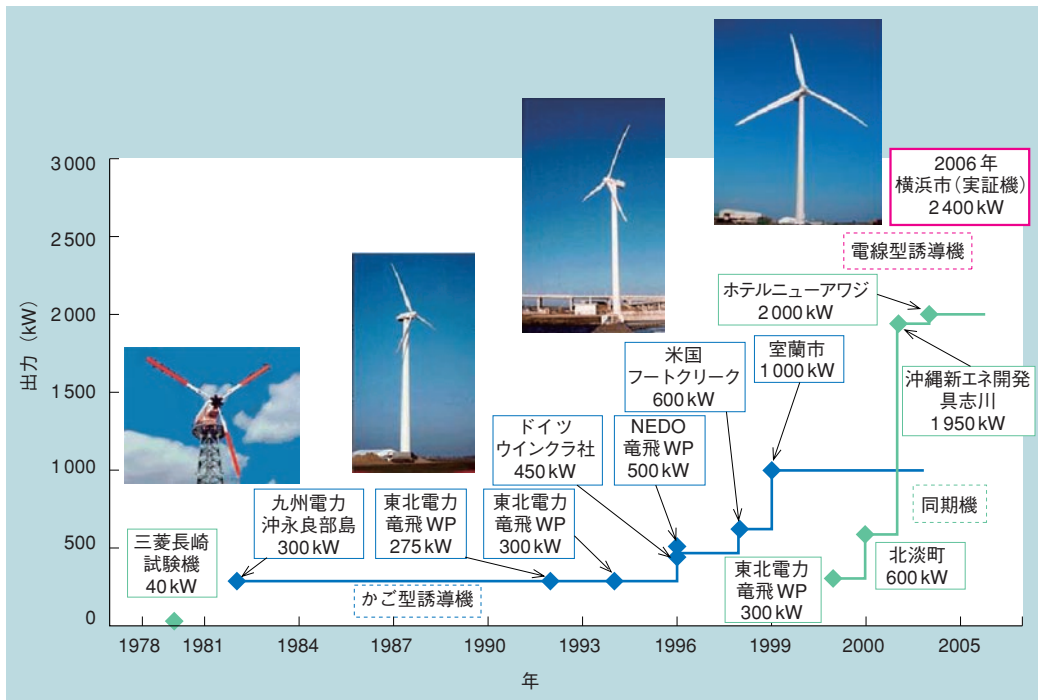 3 000
2 500
2 000
1 500
1 000
500
0
出力（kW）
1978
1981
1984
1987
1990
1993
1996
1999
2000
2005
年
三菱長崎
試験機
40 kW
九州電力
沖永良部島
300 kW
東北電力
竜飛 WP
275 kW
東北電力
竜飛 WP
300 kW
かご型誘導機
ドイツ
ウインクラ社
450 kW
NEDO
竜飛 WP
500 kW
米国
フートクリーク
600 kW
室蘭市
1 000 kW
2006 年
横浜市（実証機）
2 400 kW
電線型誘導機
ホテルニューアワジ
2 000 kW
沖縄新エネ開発
具志川
1 950 kW
同期機
東北電力
竜飛 WP
300 kW
北淡町
600 kW